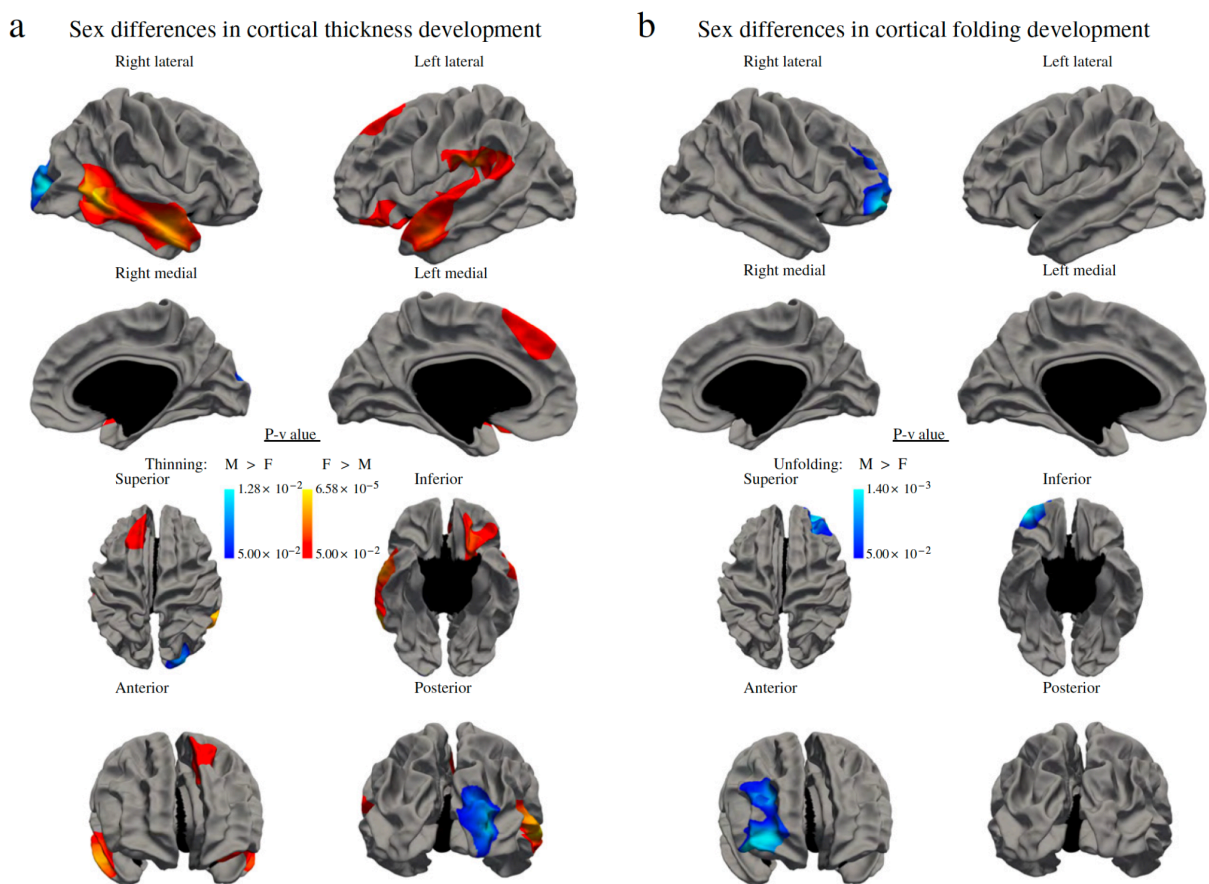 a Sex differences in cortical thickness development
Right lateral Left lateral
Right medial Left medial
P-v alue
Thinning: M > F F > M
Superior Inferior
1.28× 10⁻² 6.58× 10⁻⁵
5.00× 10⁻² 5.00× 10⁻²
Anterior Posterior
b Sex differences in cortical folding development
Right lateral Left lateral
Right medial Left medial
P-v alue
Unfolding: M > F
Superior Inferior
1.40× 10⁻³
5.00× 10⁻²
Anterior Posterior